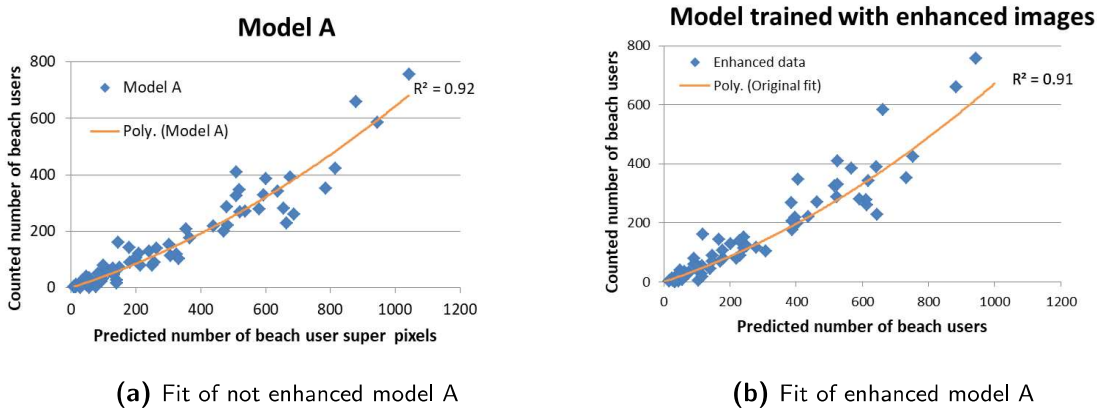 Model A
Counted number of beach users
800
600
400
200
0
Model A
Poly. (Model A)
R² = 0.92
0 200 400 600 800 1000 1200
Predicted number of beach user super pixels
(a) Fit of not enhanced model A
Model trained with enhanced images
Counted number of beach users
800
600
400
200
0
Enhanced data
Poly. (Original fit)
R² = 0.91
0 200 400 600 800 1000 1200
Predicted number of beach users
(b) Fit of enhanced model A